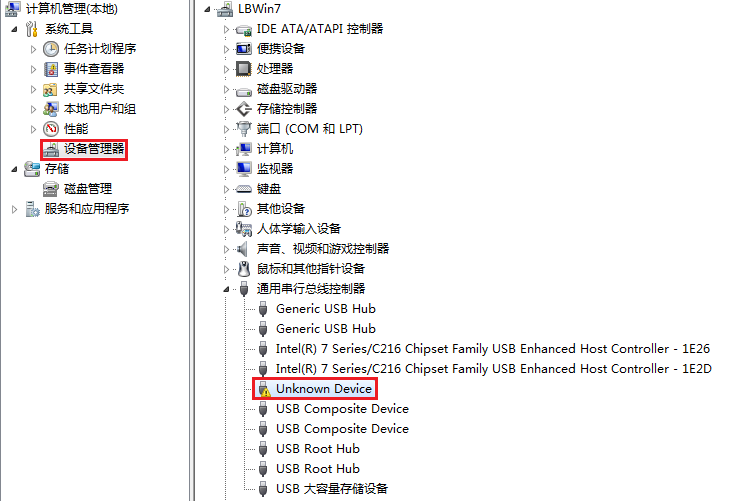 计算机管理(本地)
系统工具
任务计划程序
事件查看器
共享文件夹
本地用户和组
性能
设备管理器
存储
磁盘管理
服务和应用程序
LBWin7
IDE ATA/ATAPI 控制器
便携设备
处理器
磁盘驱动器
存储控制器
端口 (COM 和 LPT)
计算机
监视器
键盘
其他设备
人体学输入设备
声音、视频和游戏控制器
鼠标和其他指针设备
通用串行总线控制器
Generic USB Hub
Generic USB Hub
Intel(R) 7 Series/C216 Chipset Family USB Enhanced Host Controller - 1E26
Intel(R) 7 Series/C216 Chipset Family USB Enhanced Host Controller - 1E2D
Unknown Device
USB Composite Device
USB Composite Device
USB Root Hub
USB Root Hub
USB 大容量存储设备